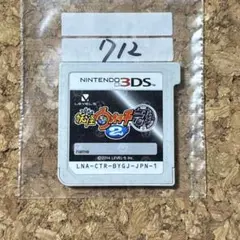 712
NINTENDO 3DS
LEVEL5
妖怪ウォッチ2 本家
©2014 LEVEL-5 Inc.
LNA-CTR-BYGJ-JPN-1